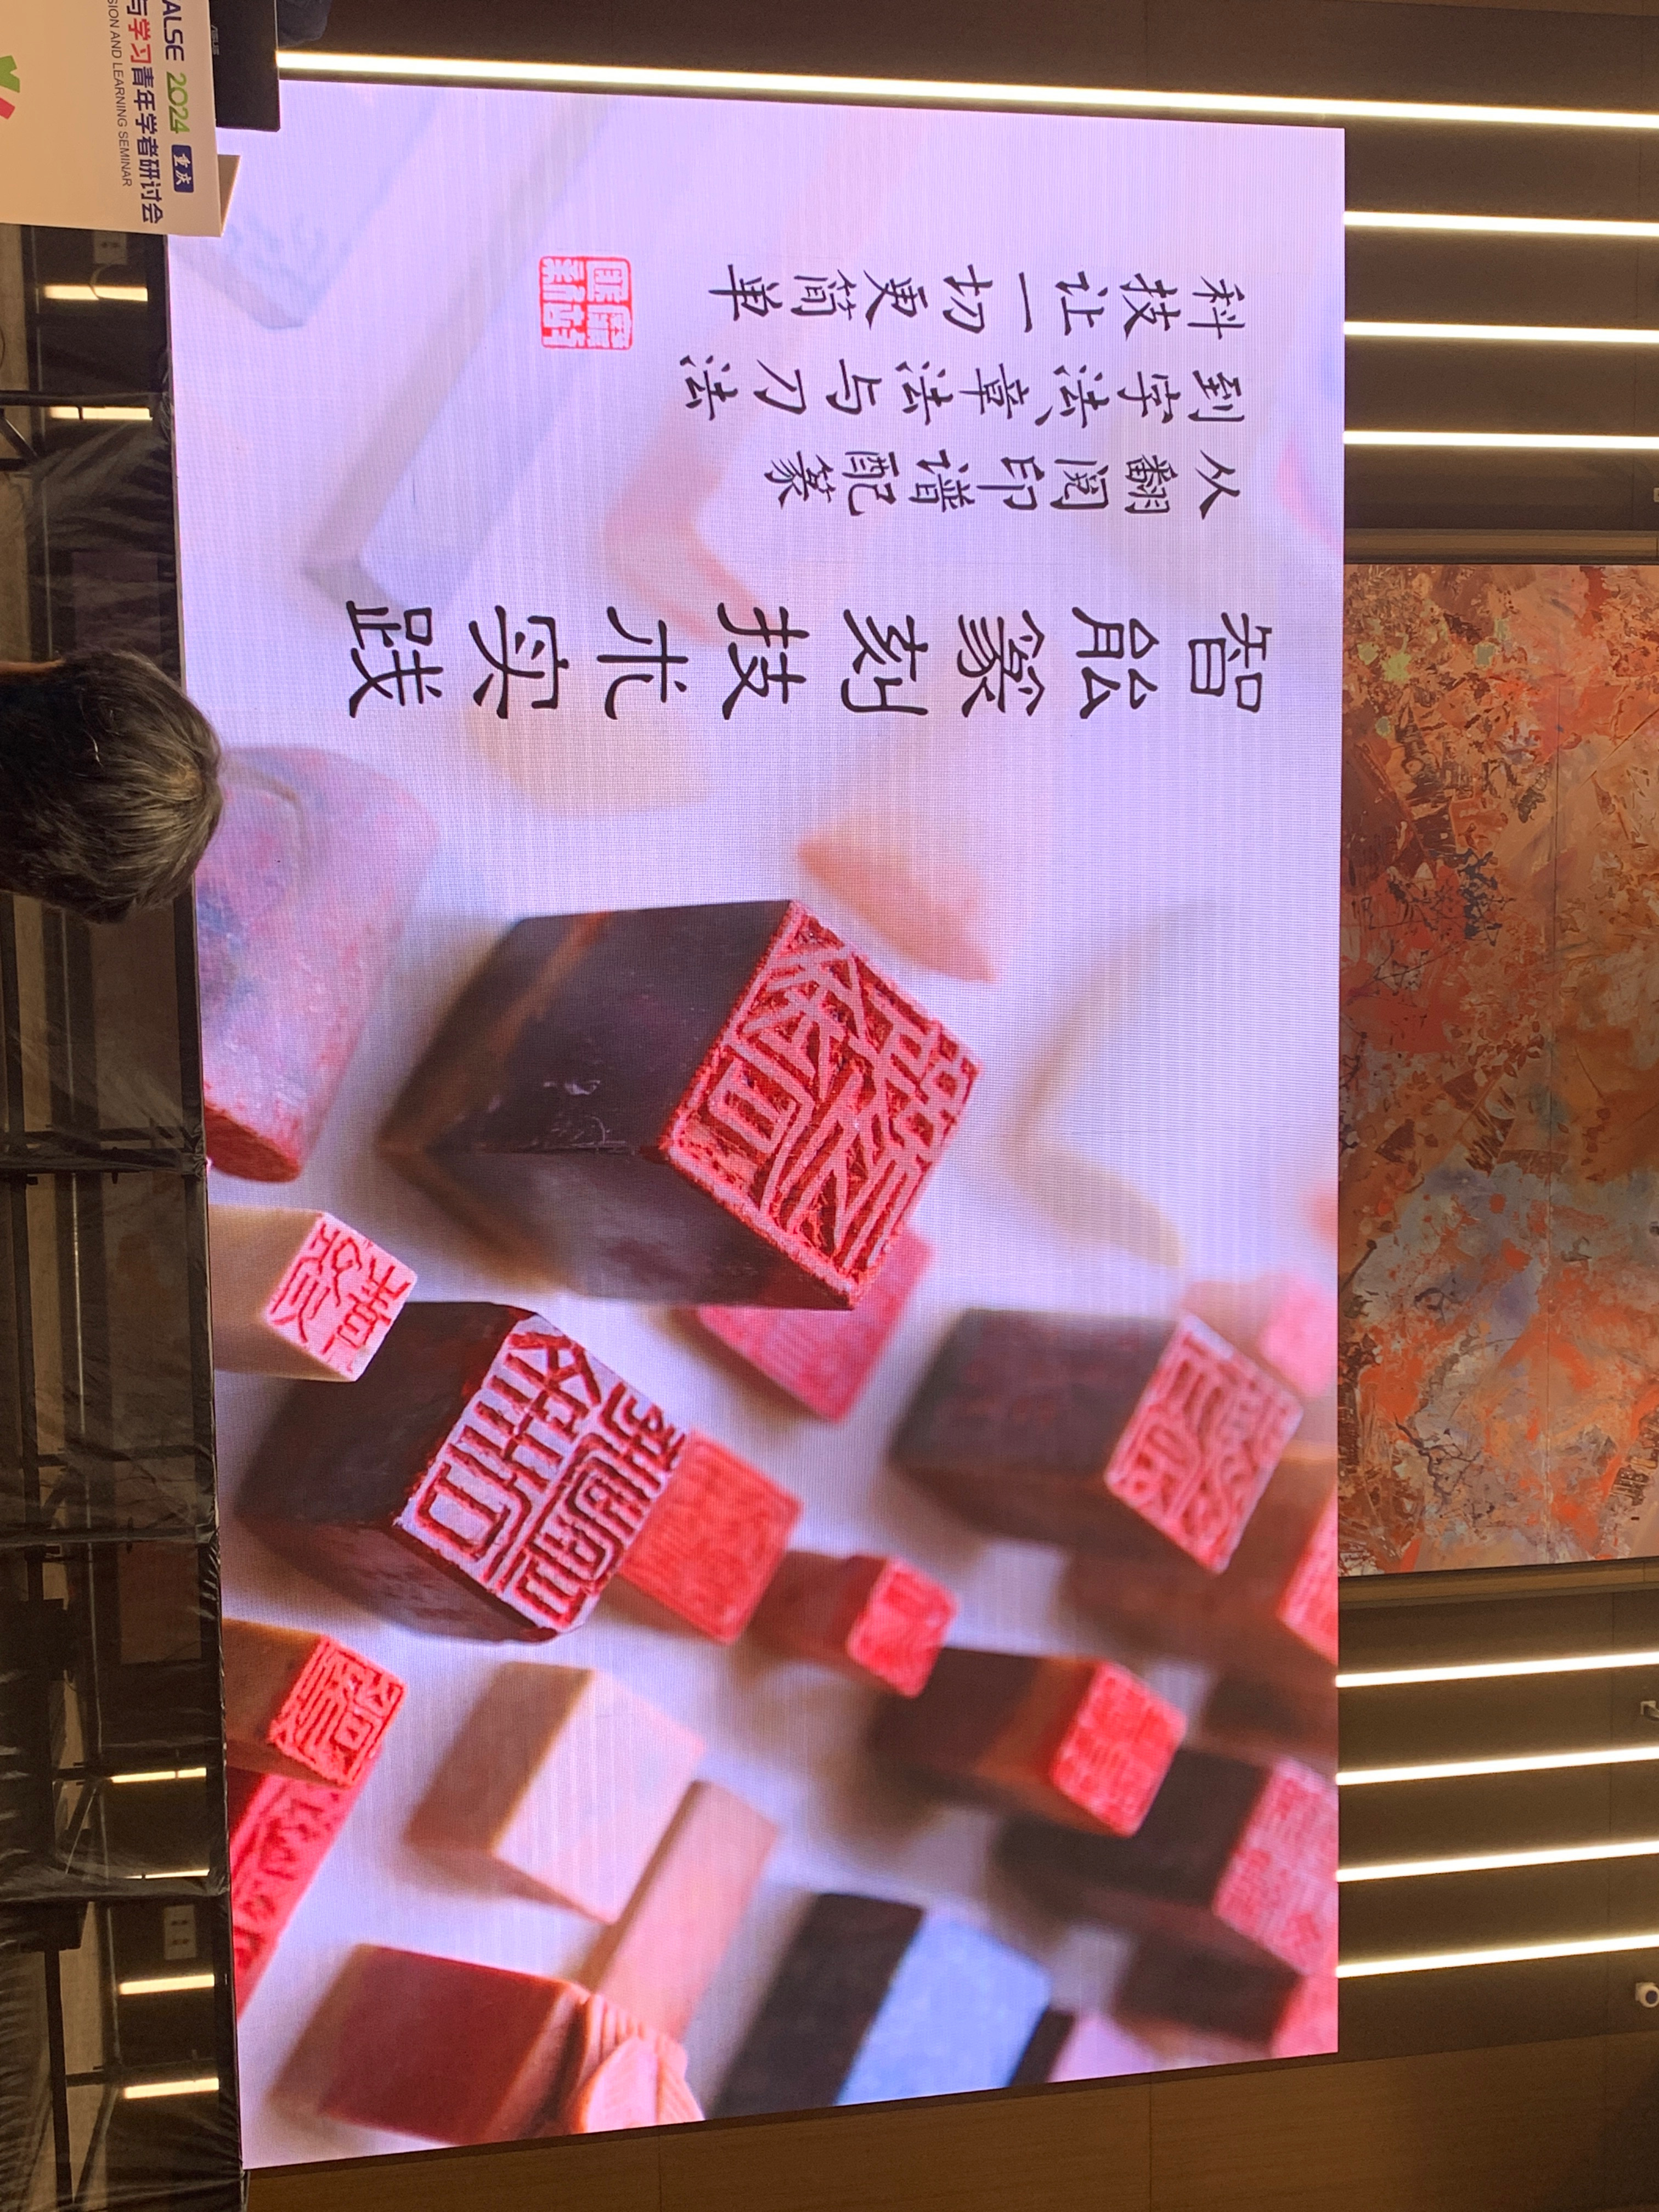 智能篆刻技术实践
从翻阅印谱配篆
到字法、章法与刀法
科技让一切更简单
ALSE 2024 重庆
与学习青年学者研讨会
SION AND LEARNING SEMINAR